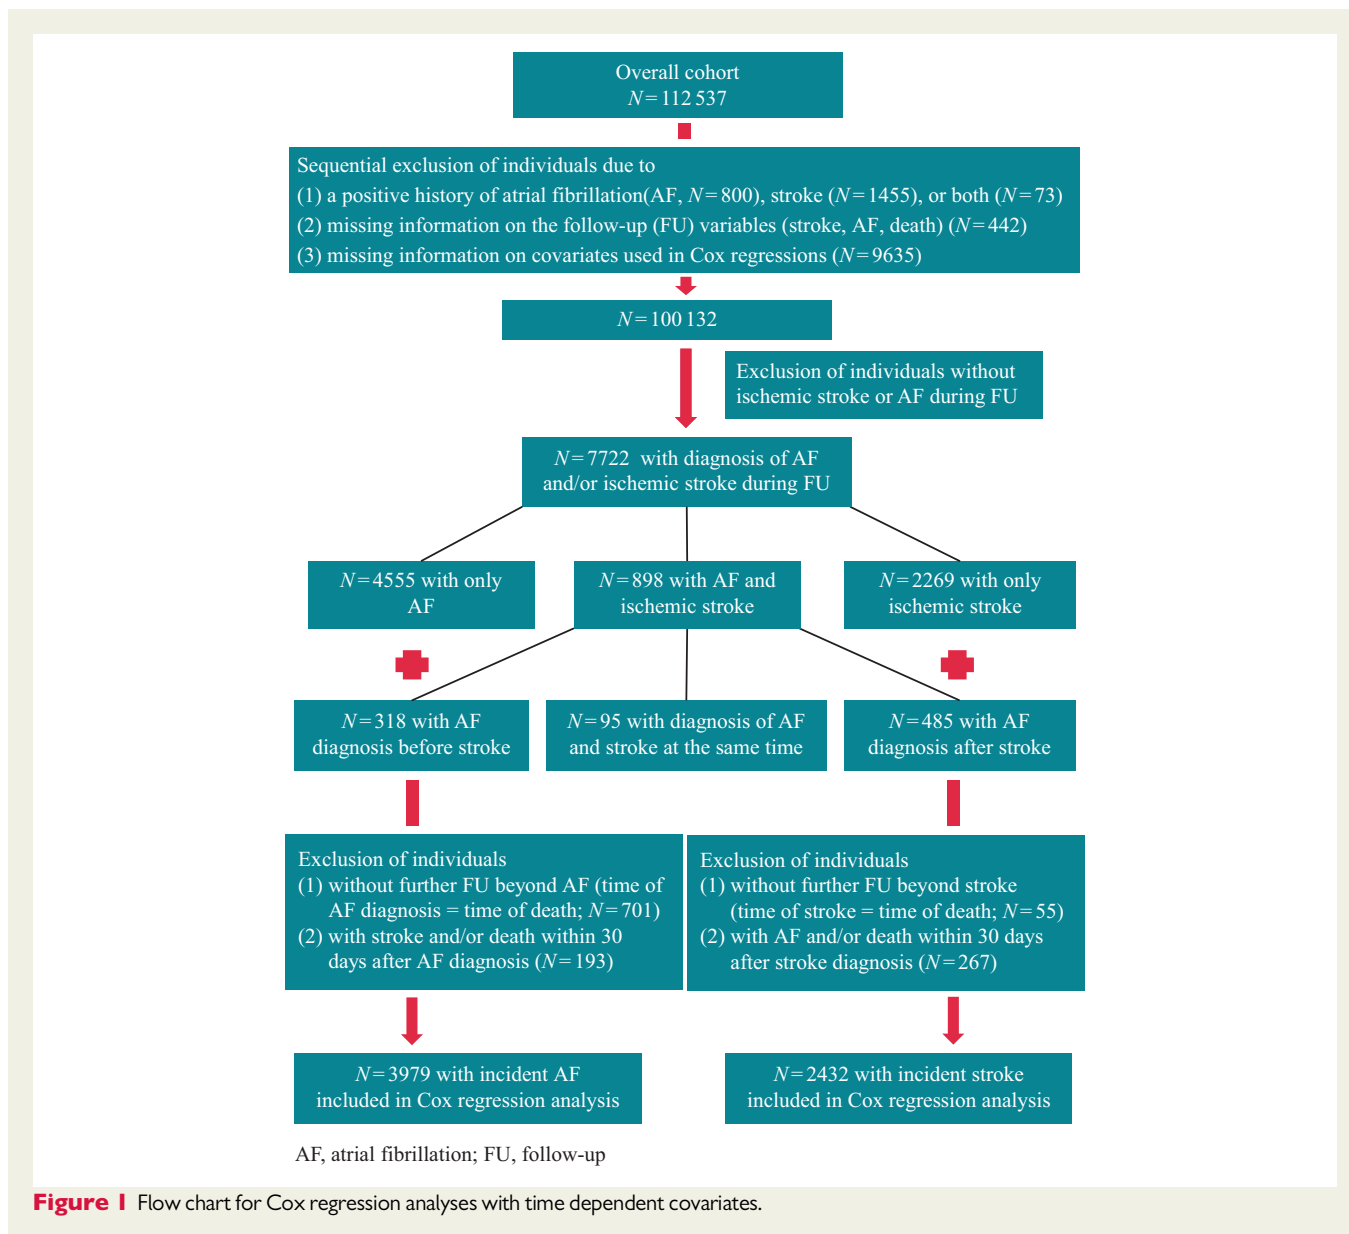 Overall cohort
N=112 537
Sequential exclusion of individuals due to
(1) a positive history of atrial fibrillation(AF, N=800), stroke (N=1455), or both (N=73)
(2) missing information on the follow-up (FU) variables (stroke, AF, death) (N=442)
(3) missing information on covariates used in Cox regressions (N=9635)
N=100 132
Exclusion of individuals without
ischemic stroke or AF during FU
N=7722 with diagnosis of AF
and/or ischemic stroke during FU
N=4555 with only
AF
N=898 with AF and
ischemic stroke
N=2269 with only
ischemic stroke
N=318 with AF
diagnosis before stroke
N=95 with diagnosis of AF
and stroke at the same time
N=485 with AF
diagnosis after stroke
Exclusion of individuals
(1) without further FU beyond AF (time of
AF diagnosis = time of death; N=701)
(2) with stroke and/or death within 30
days after AF diagnosis (N=193)
Exclusion of individuals
(1) without further FU beyond stroke
(time of stroke = time of death; N=55)
(2) with AF and/or death within 30 days
after stroke diagnosis (N=267)
N=3979 with incident AF
included in Cox regression analysis
N=2432 with incident stroke
included in Cox regression analysis
AF, atrial fibrillation; FU, follow-up
Figure 1 Flow chart for Cox regression analyses with time dependent covariates.